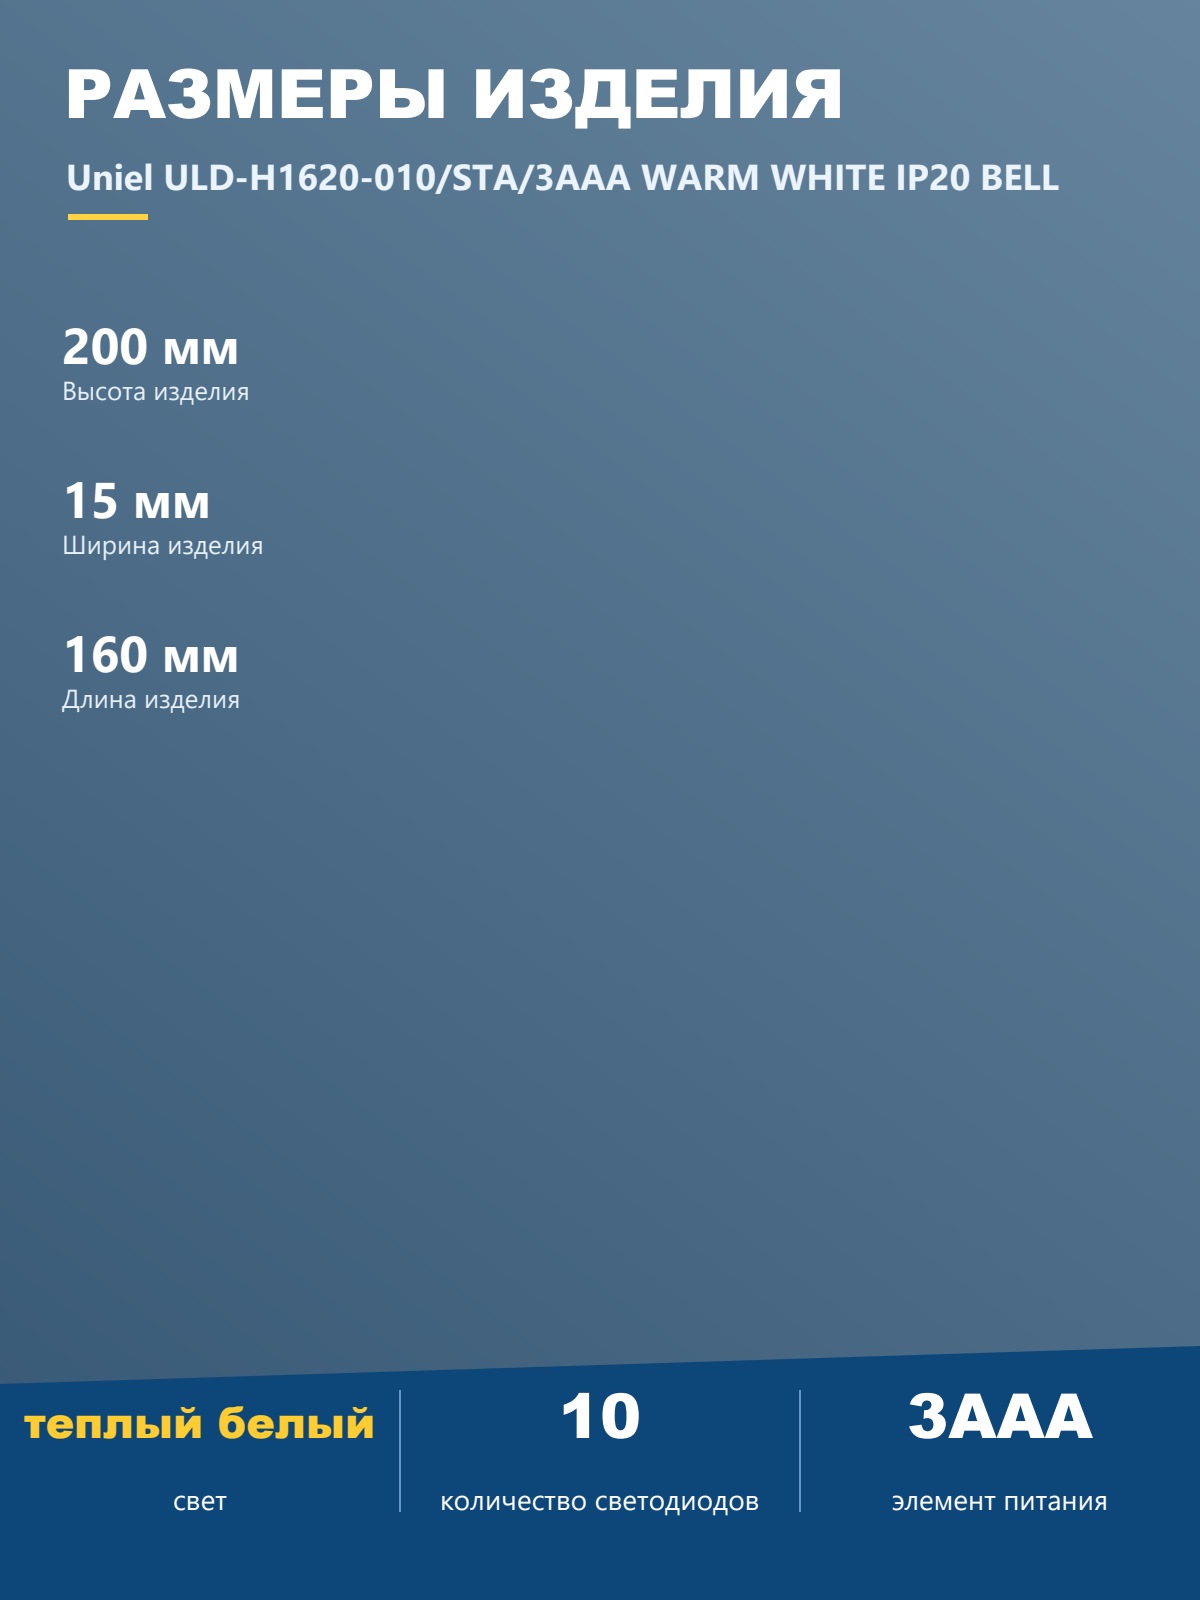 РАЗМЕРЫ ИЗДЕЛИЯ
Uniel ULD-H1620-010/STA/3AAA WARM WHITE IP20 BELL
200 мм
Высота изделия
15 мм
Ширина изделия
160 мм
Длина изделия
теплый белый
свет
10
количество светодиодов
3AAA
элемент питания